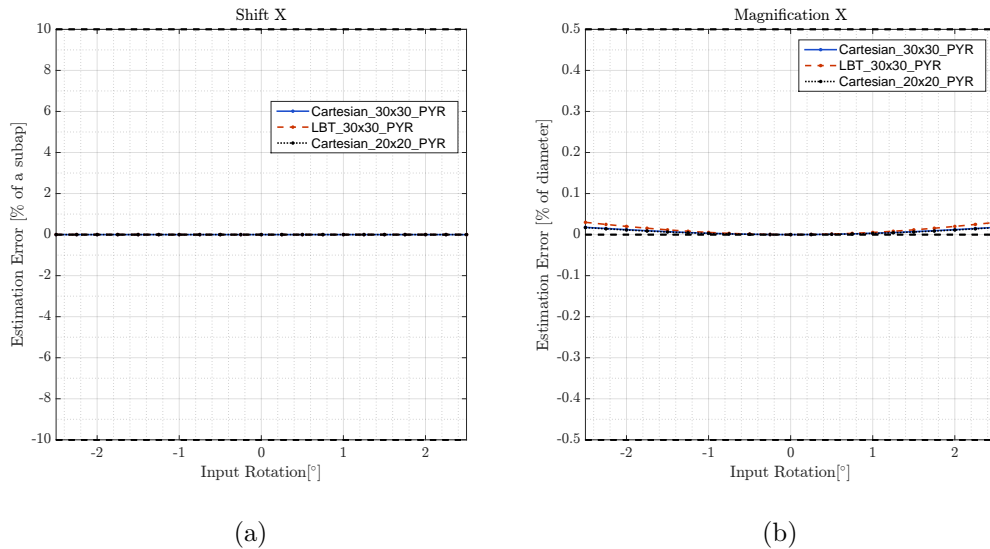 Shift X
10
8
6
4
2
0
-2
-4
-6
-8
-10
Estimation Error [% of a subap]
Cartesian_30x30_PYR
LBT_30x30_PYR
Cartesian_20x20_PYR
-2
-1
0
1
2
Input Rotation[°]
(a)
Magnification X
0.5
0.4
0.3
0.2
0.1
0
-0.1
-0.2
-0.3
-0.4
-0.5
Estimation Error [% of diameter]
Cartesian_30x30_PYR
LBT_30x30_PYR
Cartesian_20x20_PYR
-2
-1
0
1
2
Input Rotation[°]
(b)